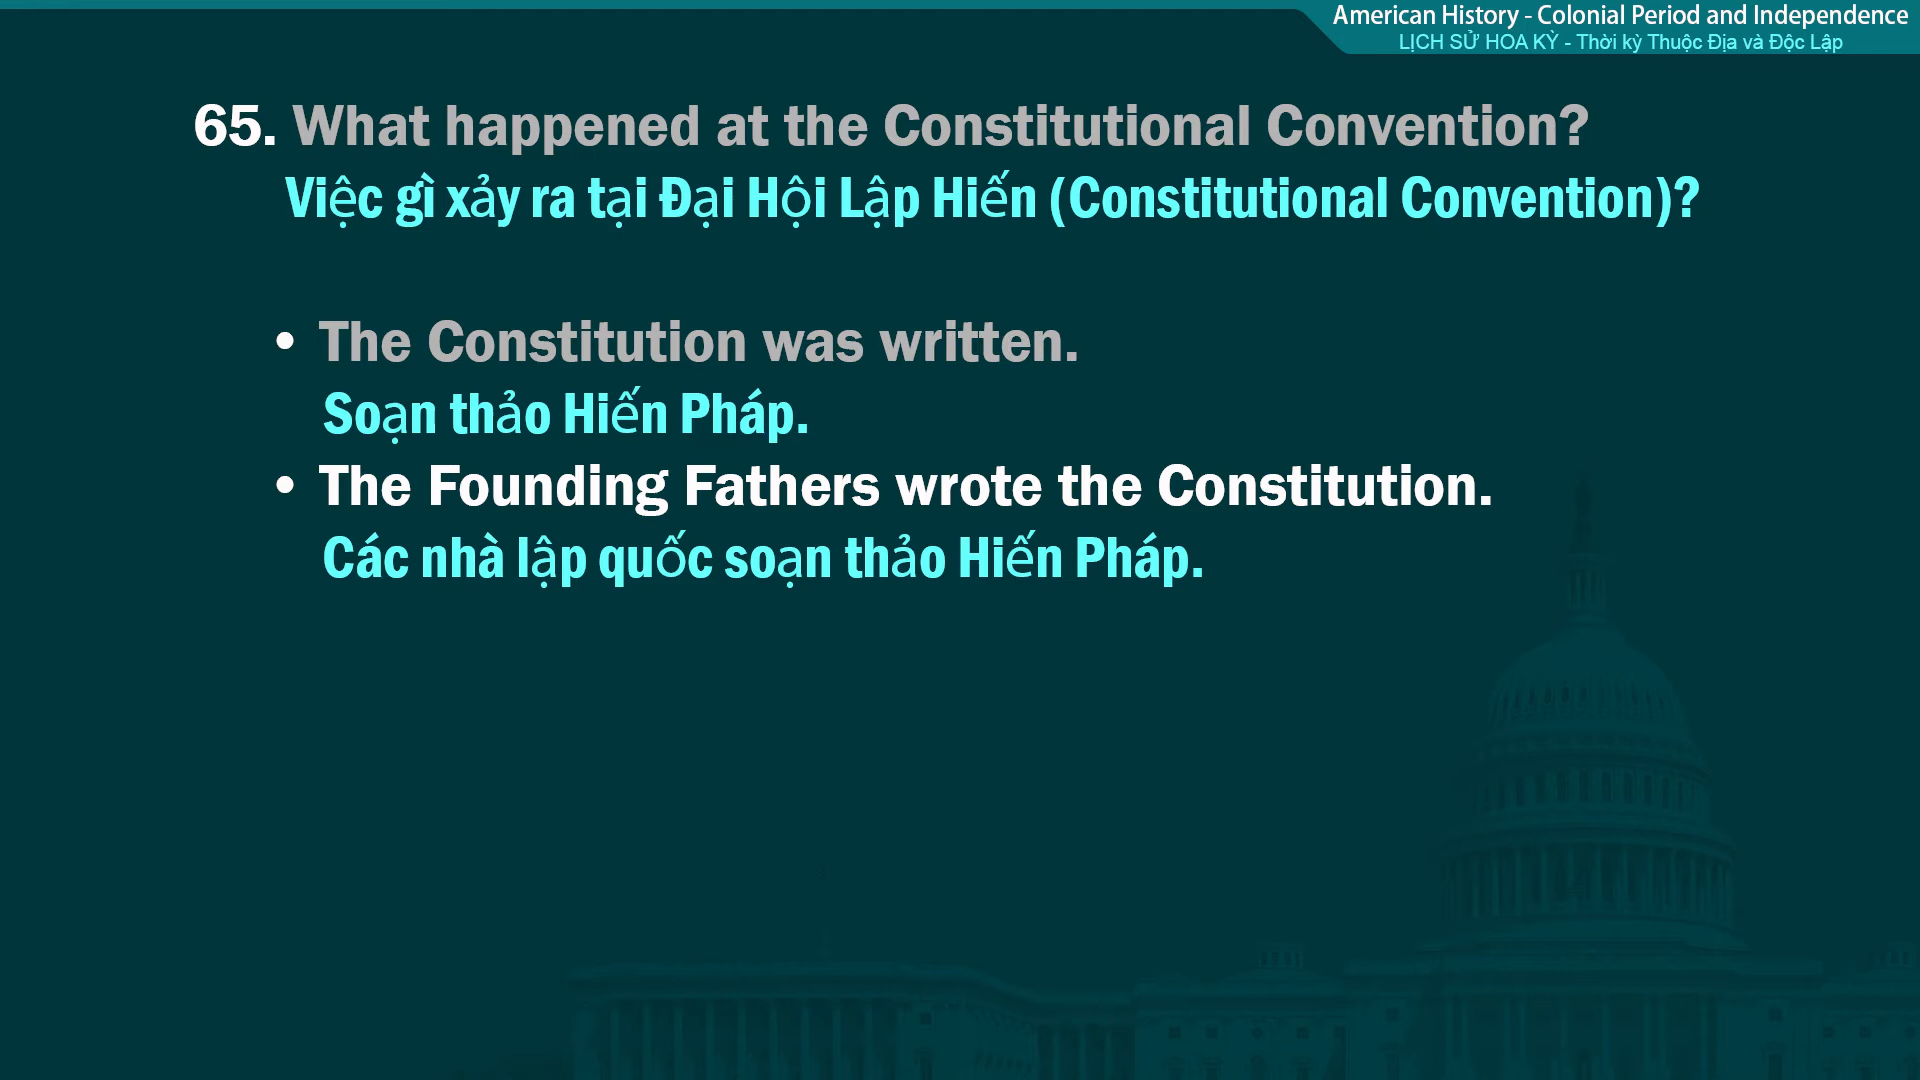 American History - Colonial Period and Independence
LỊCH SỬ HOA KỲ - Thời kỳ Thuộc Địa và Độc Lập
65. What happened at the Constitutional Convention?
Việc gì xảy ra tại Đại Hội Lập Hiến (Constitutional Convention)?
• The Constitution was written.
Soạn thảo Hiến Pháp.
• The Founding Fathers wrote the Constitution.
Các nhà lập quốc soạn thảo Hiến Pháp.